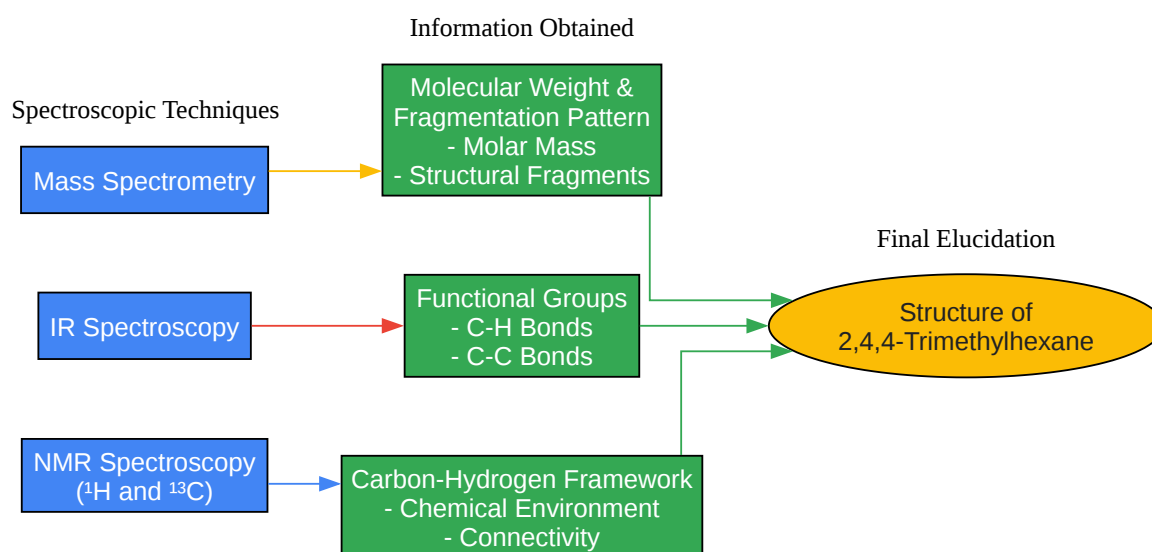 Information Obtained
Spectroscopic Techniques
Molecular Weight &
Fragmentation Pattern
- Molar Mass
- Structural Fragments
Mass Spectrometry
Final Elucidation
IR Spectroscopy
Functional Groups
- C-H Bonds
- C-C Bonds
Structure of
2,4,4-Trimethylhexane
NMR Spectroscopy
(¹H and ¹³C)
Carbon-Hydrogen Framework
- Chemical Environment
- Connectivity